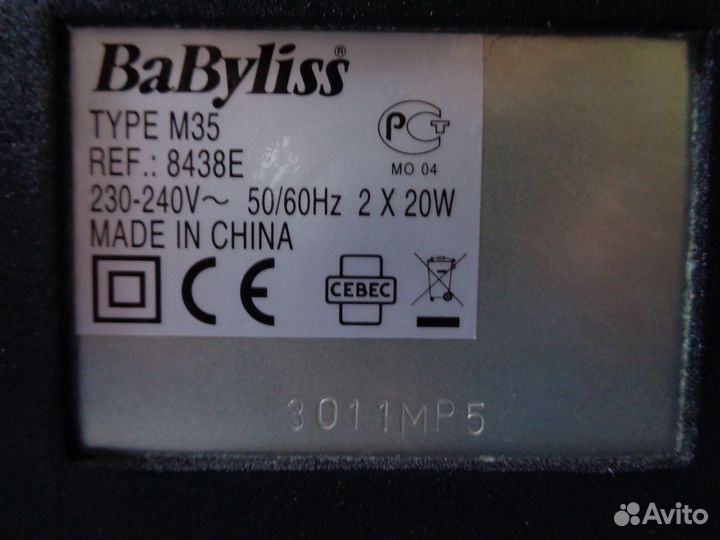 BaByliss®
TYPE M35
REF.: 8438E
230-240V~ 50/60Hz 2 X 20W
MADE IN CHINA
PCT
MO 04
CE
CEBEC
3011MP5
Avito